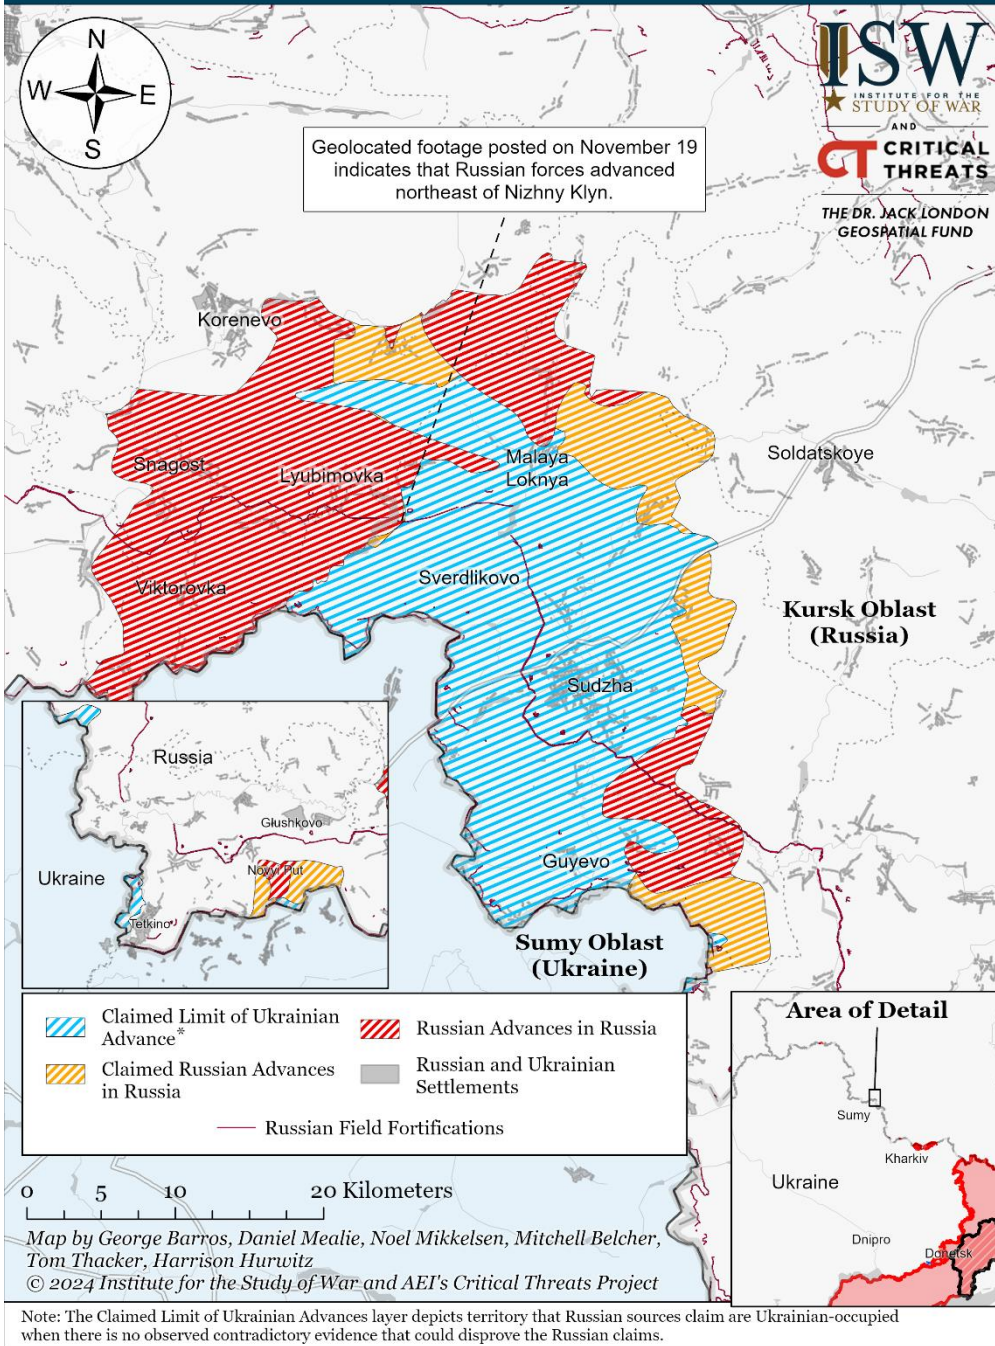 N
W
E
S
ISW
INSTITUTE FOR THE
STUDY OF WAR
AND
CT CRITICAL
THREATS
THE DR. JACK LONDON
GEOSPATIAL FUND
Geolocated footage posted on November 19
indicates that Russian forces advanced
northeast of Nizhny Klyn.
Korenevo
Snagost
Lyubimovka
Malaya
Loknya
Soldatskoye
Viktorovka
Sverdlikovo
Kursk Oblast
(Russia)
Sudzha
Guyevo
Sumy Oblast
(Ukraine)
Russia
Glushkovo
Novyi Put
Ukraine
Tetkino
Claimed Limit of Ukrainian
Advance*
Russian Advances in Russia
Claimed Russian Advances
in Russia
Russian and Ukrainian
Settlements
Russian Field Fortifications
Area of Detail
Sumy
Kharkiv
Ukraine
Dnipro
Donetsk
0 5 10 20 Kilometers
Map by George Barros, Daniel Mealie, Noel Mikkelsen, Mitchell Belcher,
Tom Thacker, Harrison Hurwitz
© 2024 Institute for the Study of War and AEI's Critical Threats Project
Note: The Claimed Limit of Ukrainian Advances layer depicts territory that Russian sources claim are Ukrainian-occupied
when there is no observed contradictory evidence that could disprove the Russian claims.